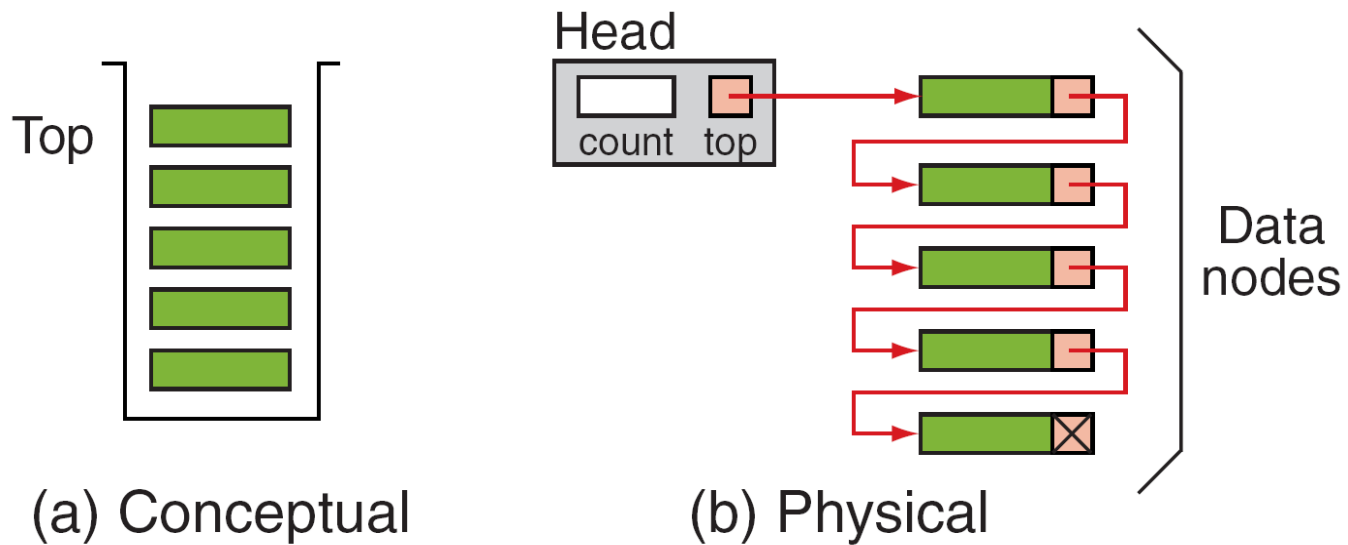 Top
(a) Conceptual
Head
count top
Data
nodes
(b) Physical